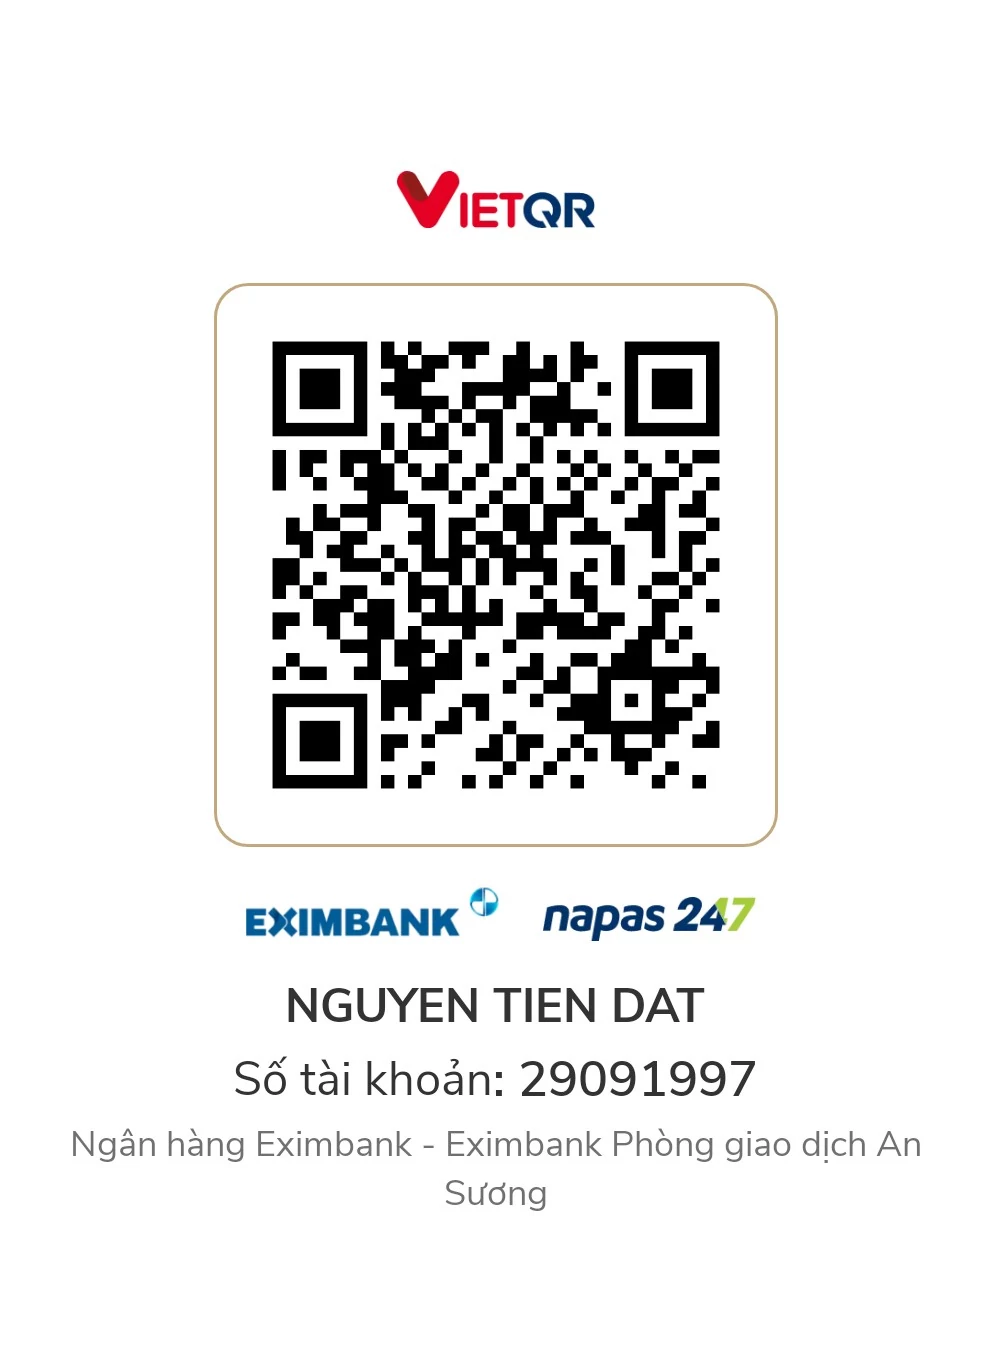 VIETQR
EXIMBANK napas 247
NGUYEN TIEN DAT
Số tài khoản: 29091997
Ngân hàng Eximbank - Eximbank Phòng giao dịch An
Sương